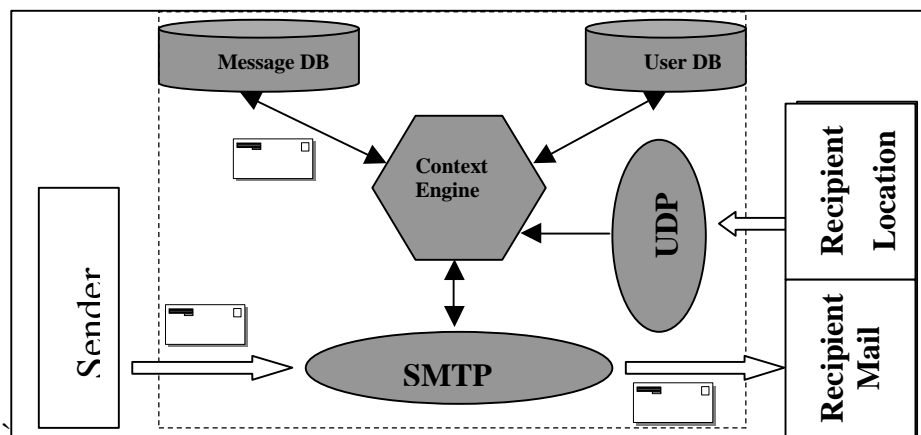 Message DB
User DB
Context
Engine
UDP
Recipient
Location
Sender
SMTP
Recipient
Mail